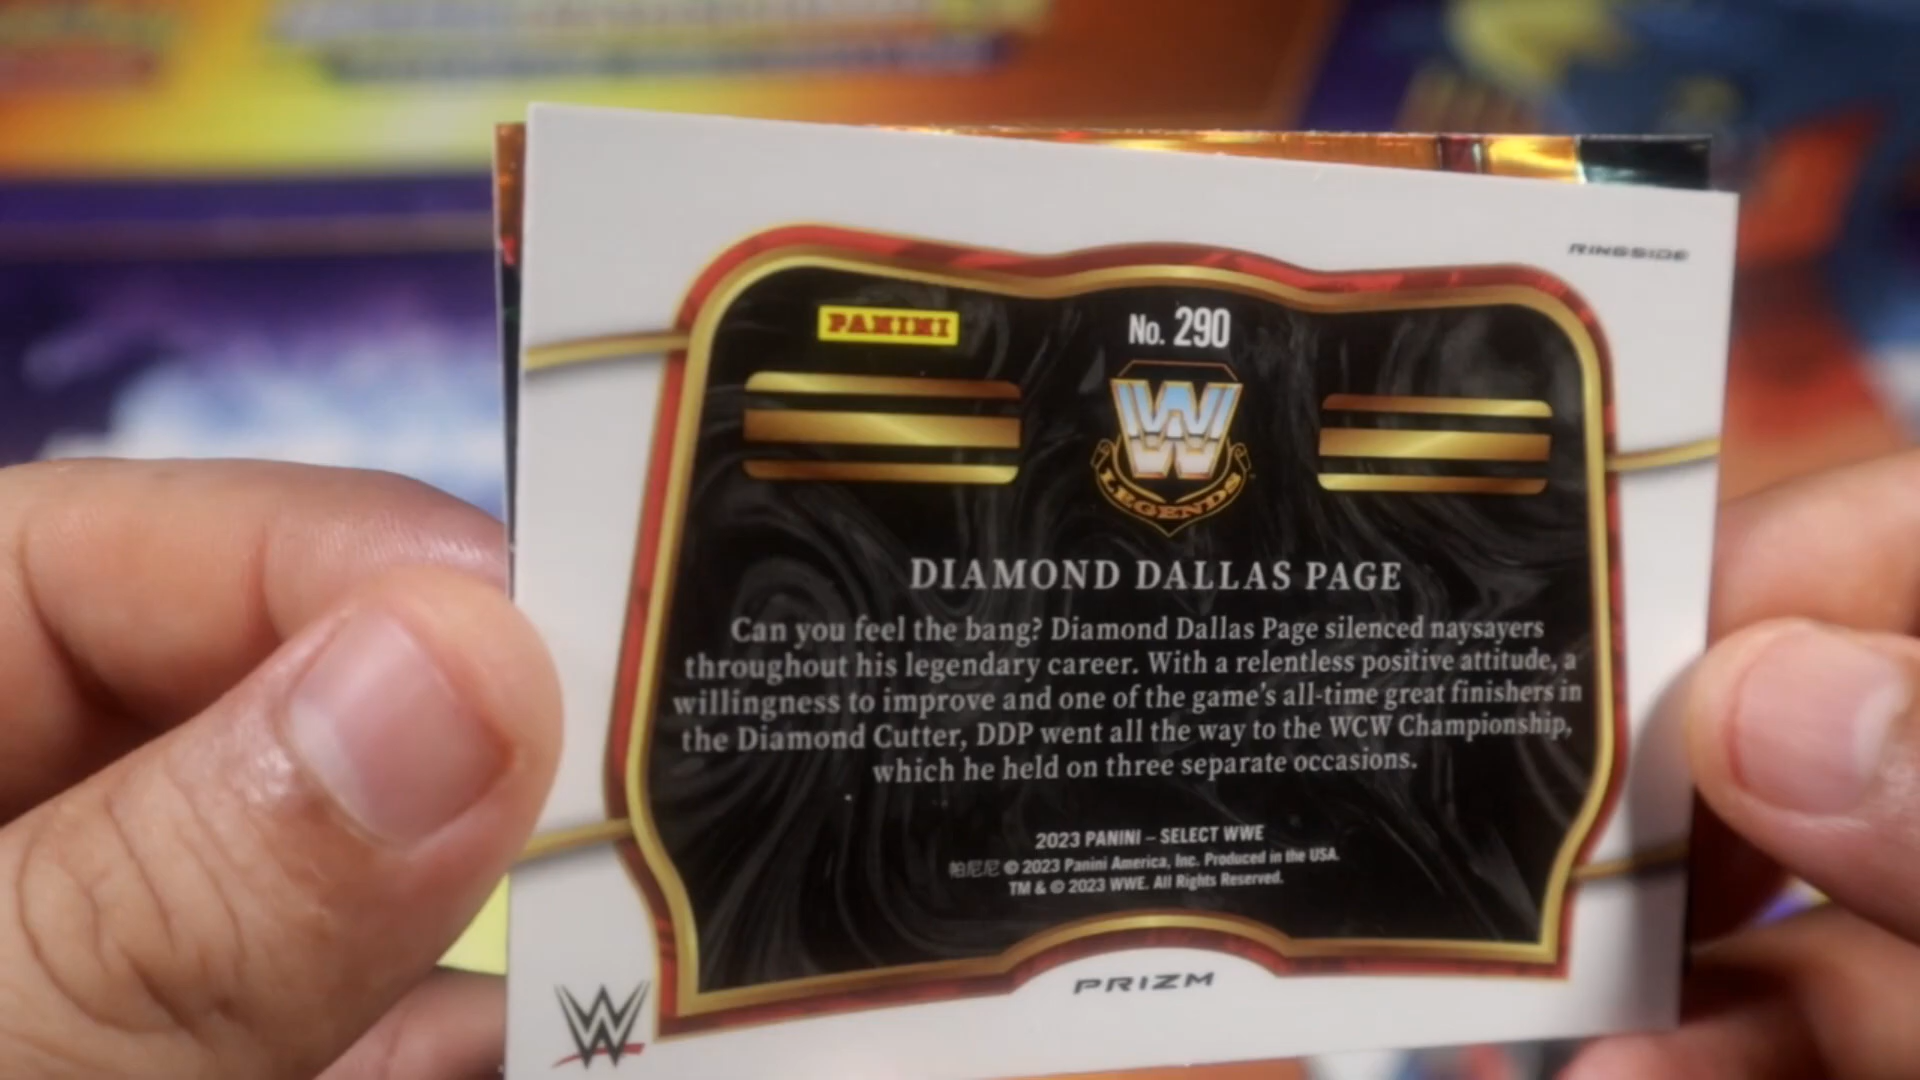 RINGSIDE
PANINI
No. 290
W
LEGENDS
DIAMOND DALLAS PAGE
Can you feel the bang? Diamond Dallas Page silenced naysayers
throughout his legendary career. With a relentless positive attitude, a
willingness to improve and one of the game's all-time great finishers in
the Diamond Cutter, DDP went all the way to the WCW Championship,
which he held on three separate occasions.
2023 PANINI – SELECT WWE
帕尼尼 © 2023 Panini America, Inc. Produced in the USA.
TM & © 2023 WWE. All Rights Reserved.
PRIZM
W